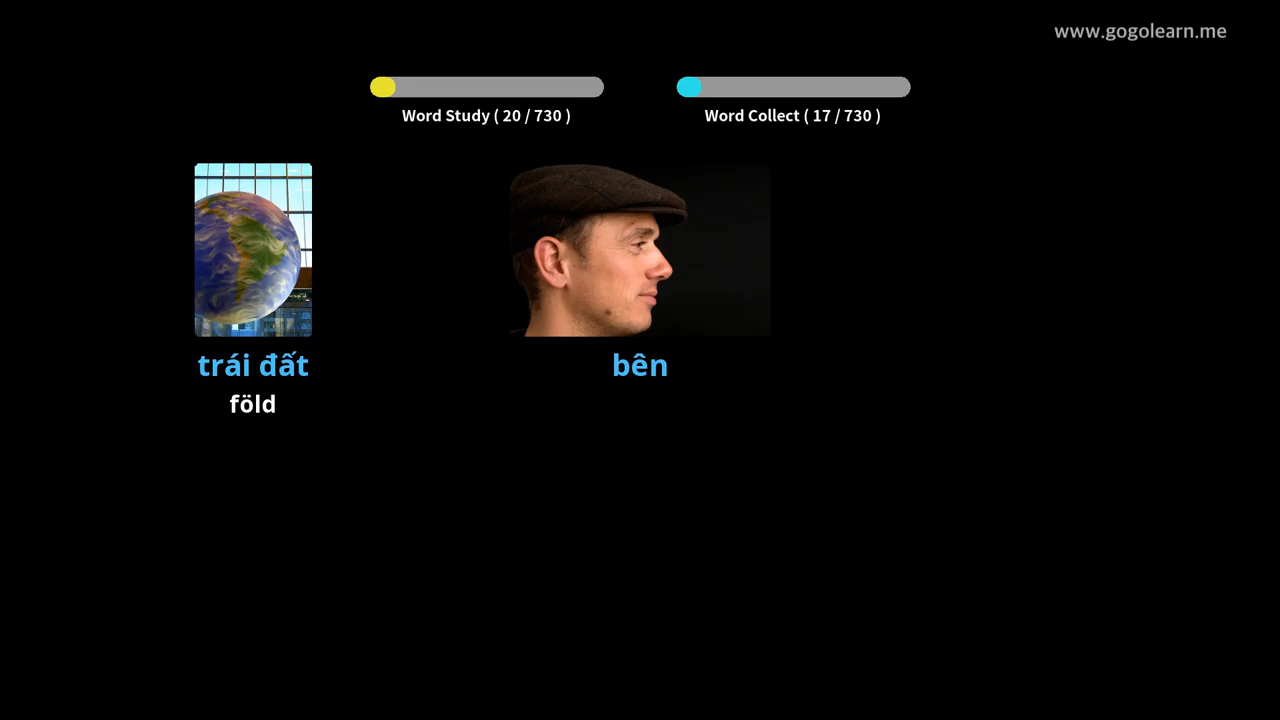 www.gogolearn.me
Word Study ( 20 / 730 )
Word Collect ( 17 / 730 )
trái đất
föld
bên